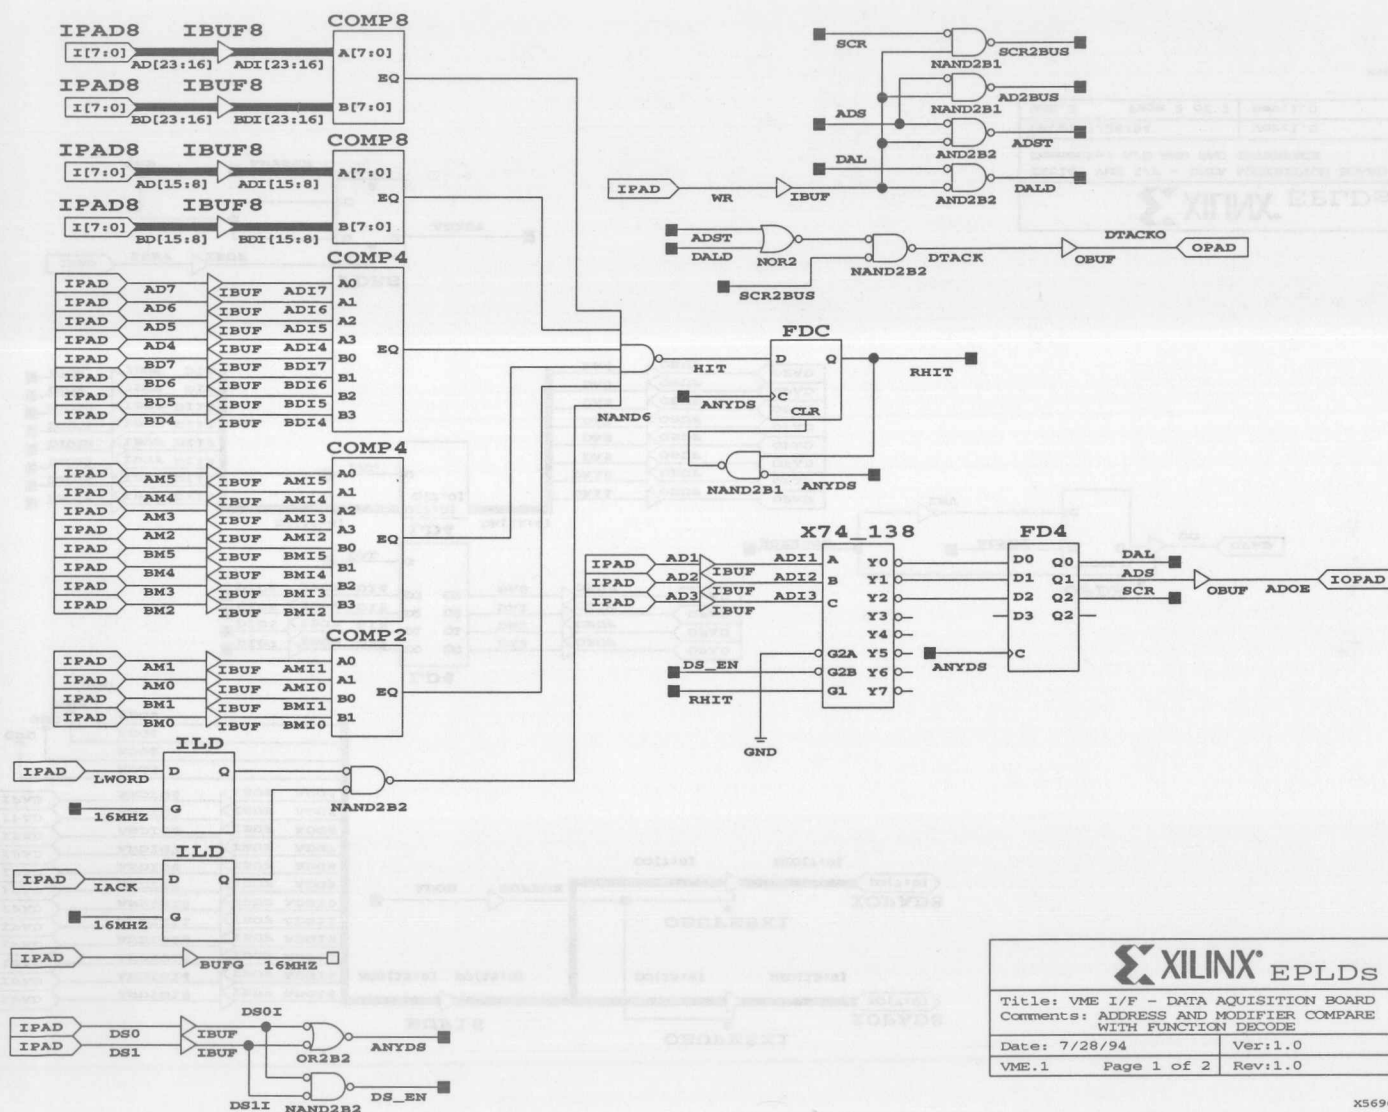 IPAD8 IBUF8 COMP8
I[7:0] AD[23:16] ADI[23:16] A[7:0]
EQ
IPAD8 IBUF8
I[7:0] BD[23:16] BDI[23:16] B[7:0]
IPAD8 IBUF8 COMP8
I[7:0] AD[15:8] ADI[15:8] A[7:0]
EQ
IPAD8 IBUF8
I[7:0] BD[15:8] BDI[15:8] B[7:0]
COMP4
IPAD AD7 IBUF ADI7 A0
IPAD AD6 IBUF ADI6 A1
IPAD AD5 IBUF ADI5 A2
IPAD AD4 IBUF ADI4 A3
EQ
IPAD BD7 IBUF BDI7 B0
IPAD BD6 IBUF BDI6 B1
IPAD BD5 IBUF BDI5 B2
IPAD BD4 IBUF BDI4 B3
COMP4
IPAD AM5 IBUF AMI5 A0
IPAD AM4 IBUF AMI4 A1
IPAD AM3 IBUF AMI3 A2
IPAD AM2 IBUF AMI2 A3
EQ
IPAD BM5 IBUF BMI5 B0
IPAD BM4 IBUF BMI4 B1
IPAD BM3 IBUF BMI3 B2
IPAD BM2 IBUF BMI2 B3
COMP2
IPAD AM1 IBUF AMI1 A0
IPAD AM0 IBUF AMI0 A1
EQ
IPAD BM1 IBUF BMI1 B0
IPAD BM0 IBUF BMI0 B1
ILD
IPAD LWORD D Q
NAND2B2
16MHZ G
ILD
IPAD IACK D Q
16MHZ G
IPAD BUFG 16MHZ
DS0I
IPAD DS0 IBUF
IPAD DS1 IBUF OR2B2 ANYDS
DS1I NAND2B2 DS_EN
SCR NAND2B1 SCR2BUS
ADS NAND2B1 AD2BUS
AND2B2 ADST
DAL
IPAD WR IBUF AND2B2 DALD
ADST
DALD NOR2 NAND2B2 DTACK OBUF DTACKO OPAD
SCR2BUS
FDC
NAND6 HIT D Q RHIT
ANYDS C
CLR
NAND2B1 ANYDS
X74_138 FD4
IPAD AD1 IBUF ADI1 A Y0 D0 Q0 DAL
IPAD AD2 IBUF ADI2 B Y1 D1 Q1 ADS OBUF ADOE IOPAD
IPAD AD3 IBUF ADI3 C Y2 D2 Q2 SCR
Y3 D3 Q2
Y4
G2A Y5 ANYDS C
DS_EN G2B Y6
RHIT G1 Y7
GND
XILINX® EPLDs
Title: VME I/F - DATA AQUISITION BOARD
Comments: ADDRESS AND MODIFIER COMPARE
WITH FUNCTION DECODE
Date: 7/28/94 Ver:1.0
VME.1 Page 1 of 2 Rev:1.0